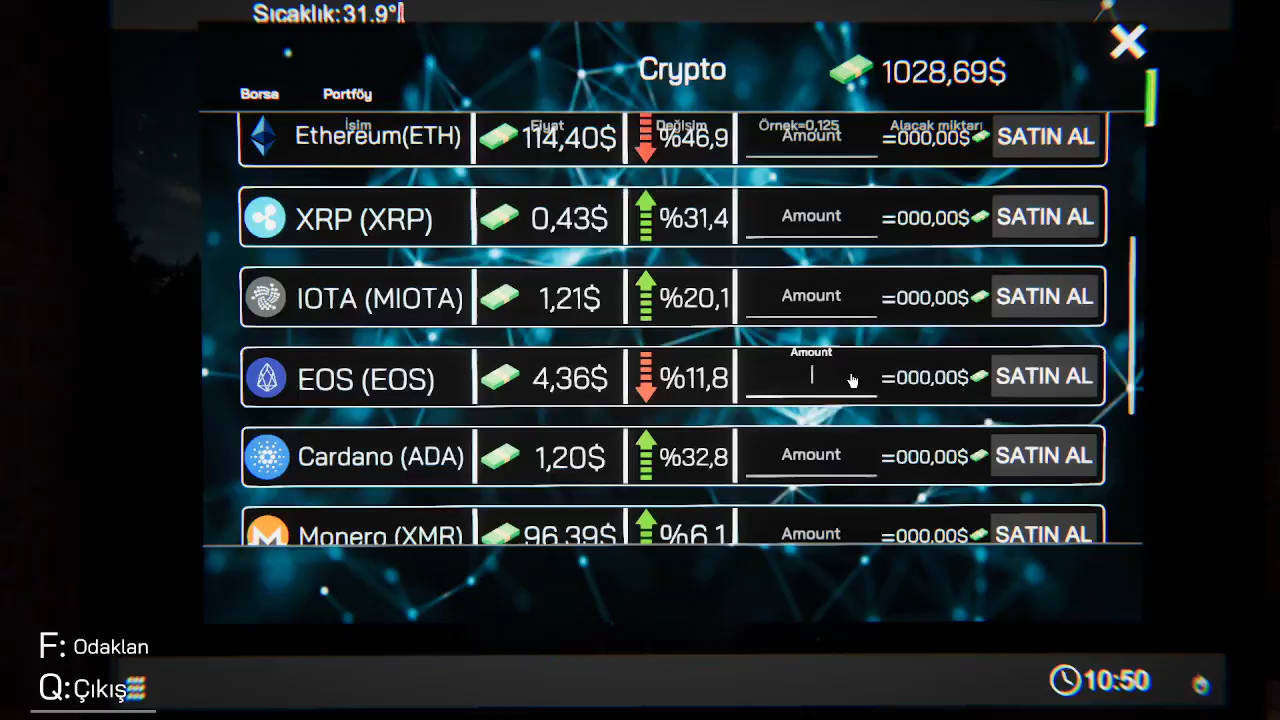 Sıcaklık:31.9°
Crypto
1028,69$
Borsa
Portföy
İsim
Fiyat
Değişim
Örnek=0,125
Alacak miktarı
Ethereum(ETH)
114,40$
%46,9
Amount
=000,00$
SATIN AL
XRP (XRP)
0,43$
%31,4
Amount
=000,00$
SATIN AL
IOTA (MIOTA)
1,21$
%20,1
Amount
=000,00$
SATIN AL
EOS (EOS)
4,36$
%11,8
Amount
=000,00$
SATIN AL
Cardano (ADA)
1,20$
%32,8
Amount
=000,00$
SATIN AL
Monero (XMR)
96,39$
%6,1
Amount
=000,00$
SATIN AL
F: Odaklan
Q:Çıkış
10:50